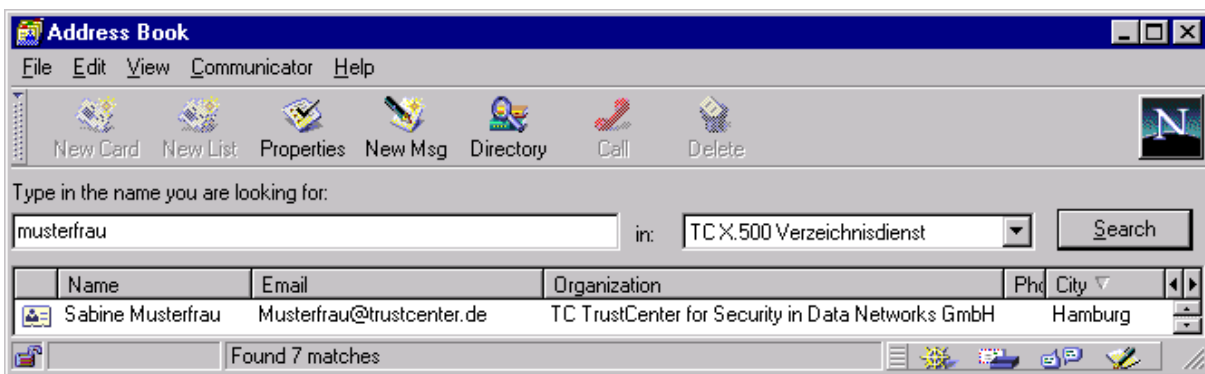 Address Book
File Edit View Communicator Help
New Card New List Properties New Msg Directory Call Delete
N
Type in the name you are looking for:
musterfrau in: TC X.500 Verzeichnisdienst Search
Name Email Organization Pho City
Sabine Musterfrau Musterfrau@trustcenter.de TC TrustCenter for Security in Data Networks GmbH Hamburg
Found 7 matches